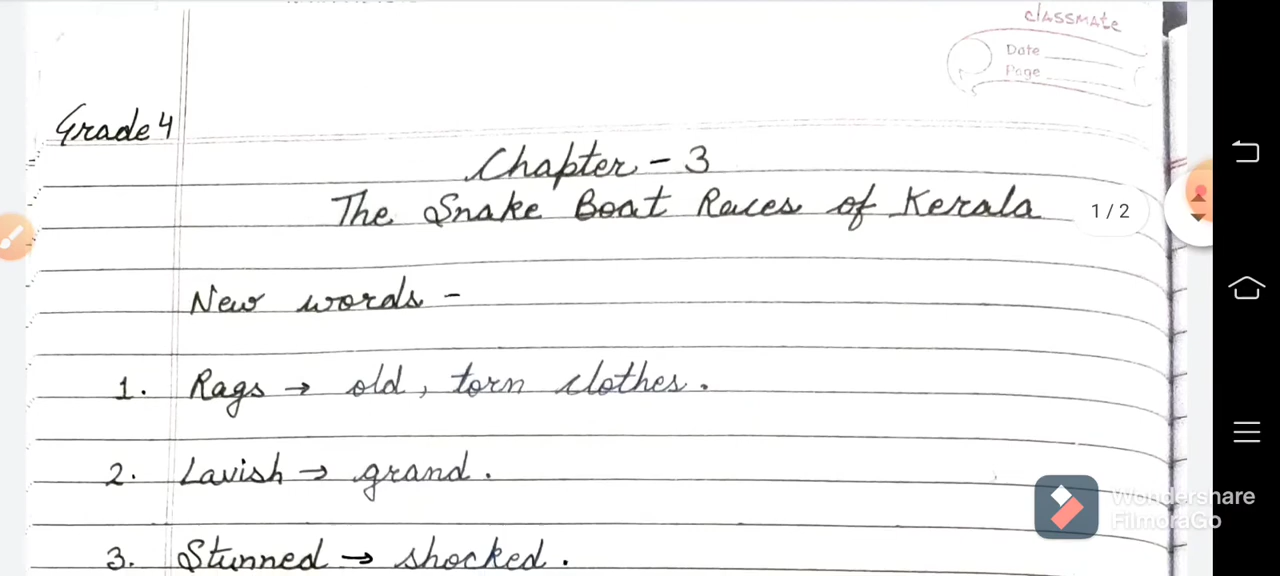 classmate
Date
Page
Grade 4
Chapter - 3
The Snake Boat Races of Kerala
1 / 2
New words -
1. Rags → old, torn clothes.
2. Lavish → grand.
3. Stunned → shocked.
Wondershare
FilmoraGo